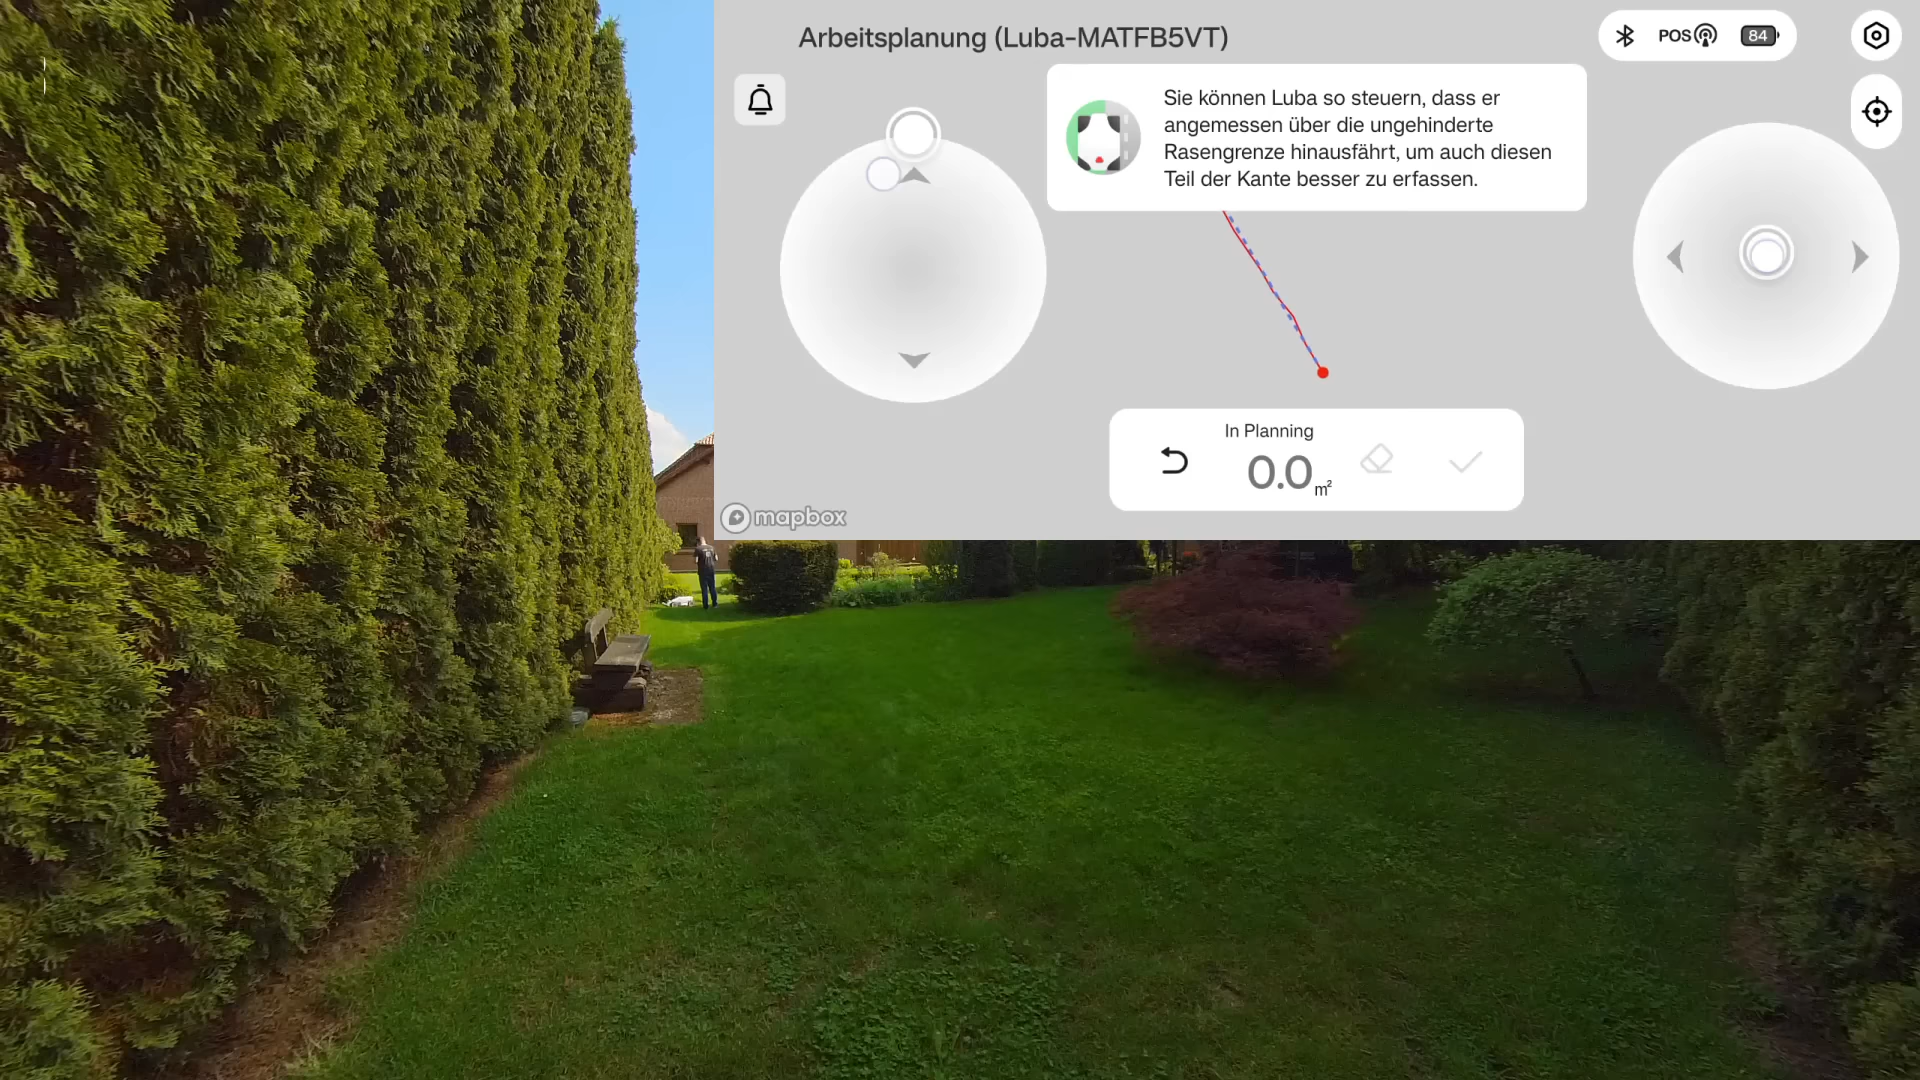 Arbeitsplanung (Luba-MATFB5VT)
POS
84
Sie können Luba so steuern, dass er
angemessen über die ungehinderte
Rasengrenze hinausfährt, um auch diesen
Teil der Kante besser zu erfassen.
In Planning
0.0 m²
mapbox